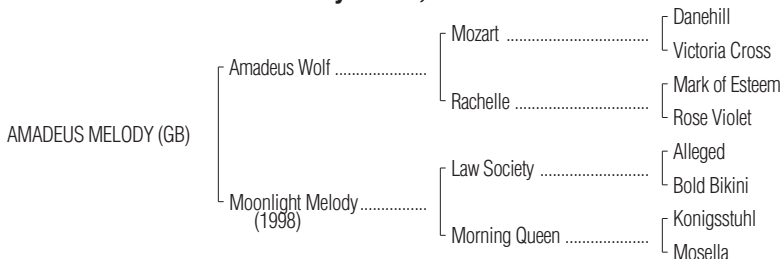 Mozart ........................................ Danehill
Victoria Cross
Amadeus Wolf ......................
Rachelle ..................................... Mark of Esteem
Rose Violet
AMADEUS MELODY (GB)
Law Society .............................. Alleged
Bold Bikini
Moonlight Melody ................
(1998)
Morning Queen ....................... Konigsstuhl
Mosella